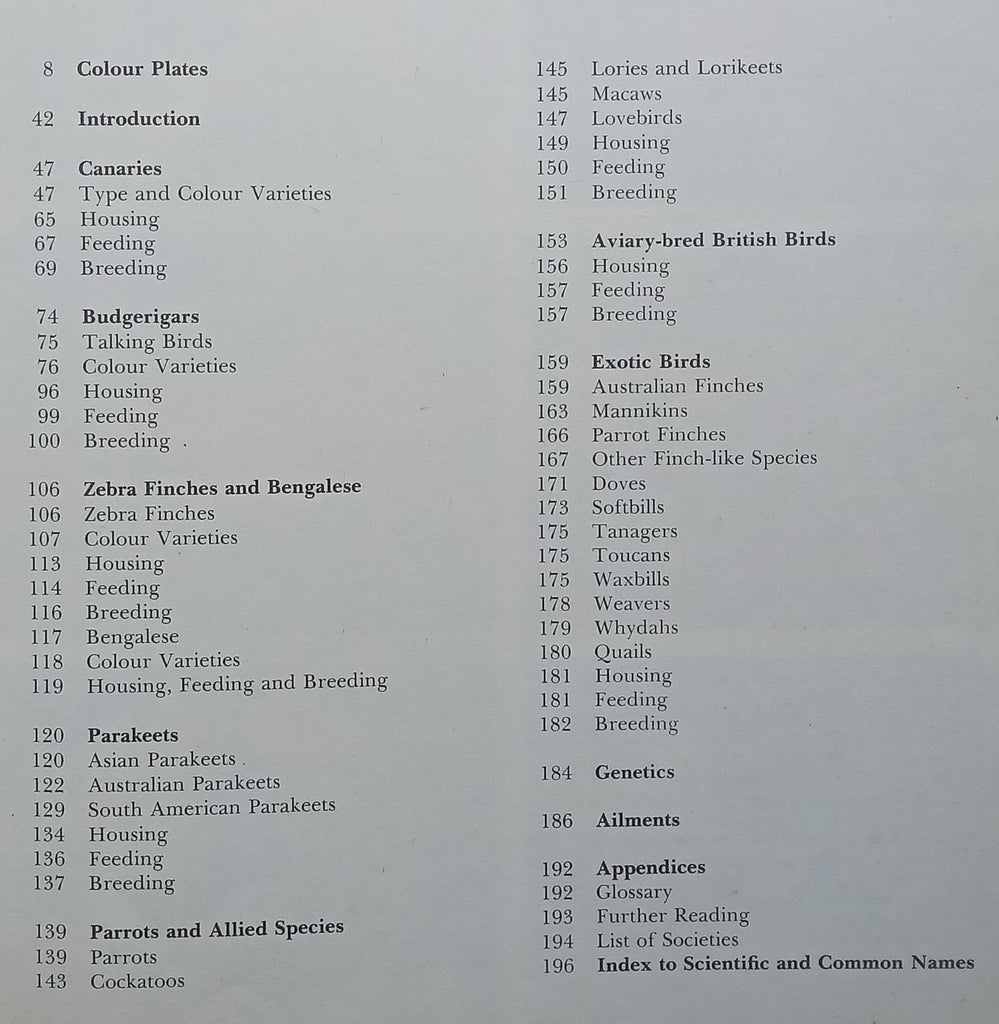 8 Colour Plates
42 Introduction
47 Canaries
47 Type and Colour Varieties
65 Housing
67 Feeding
69 Breeding
74 Budgerigars
75 Talking Birds
76 Colour Varieties
96 Housing
99 Feeding
100 Breeding
106 Zebra Finches and Bengalese
106 Zebra Finches
107 Colour Varieties
113 Housing
114 Feeding
116 Breeding
117 Bengalese
118 Colour Varieties
119 Housing, Feeding and Breeding
120 Parakeets
120 Asian Parakeets
122 Australian Parakeets
129 South American Parakeets
134 Housing
136 Feeding
137 Breeding
139 Parrots and Allied Species
139 Parrots
143 Cockatoos
145 Lories and Lorikeets
145 Macaws
147 Lovebirds
149 Housing
150 Feeding
151 Breeding
153 Aviary-bred British Birds
156 Housing
157 Feeding
157 Breeding
159 Exotic Birds
159 Australian Finches
163 Mannikins
166 Parrot Finches
167 Other Finch-like Species
171 Doves
173 Softbills
175 Tanagers
175 Toucans
175 Waxbills
178 Weavers
179 Whydahs
180 Quails
181 Housing
181 Feeding
182 Breeding
184 Genetics
186 Ailments
192 Appendices
192 Glossary
193 Further Reading
194 List of Societies
196 Index to Scientific and Common Names